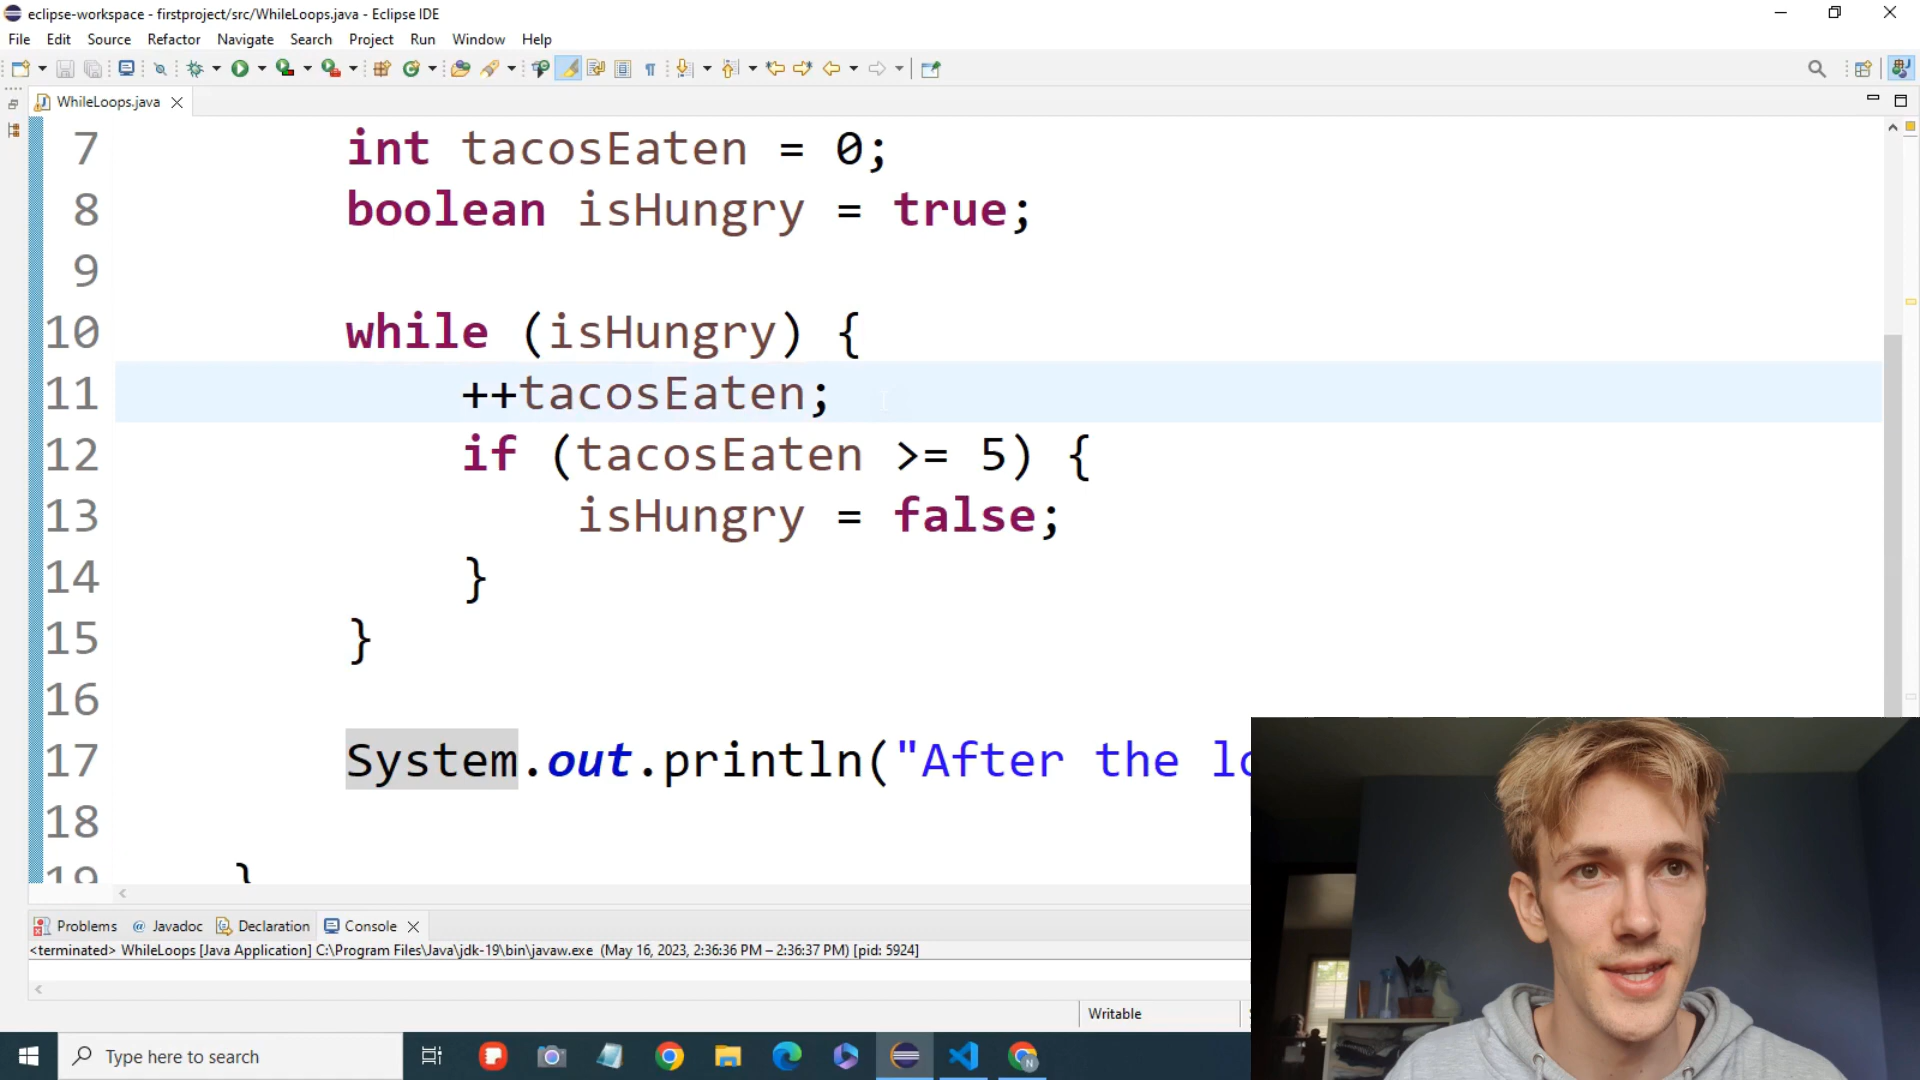 eclipse-workspace - firstproject/src/WhileLoops.java - Eclipse IDE
File Edit Source Refactor Navigate Search Project Run Window Help
WhileLoops.java
7 int tacosEaten = 0;
8 boolean isHungry = true;
9
10 while (isHungry) {
11 ++tacosEaten;
12 if (tacosEaten >= 5) {
13 isHungry = false;
14 }
15 }
16
17 System.out.println("After the lo
18
19 }
Problems @ Javadoc Declaration Console
<terminated> WhileLoops [Java Application] C:\Program Files\Java\jdk-19\bin\javaw.exe (May 16, 2023, 2:36:36 PM – 2:36:37 PM) [pid: 5924]
Writable
Type here to search